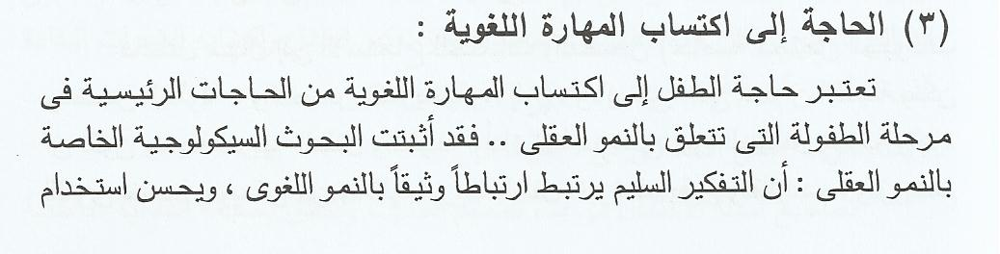 (٣) الحاجة إلى اكتساب المهارة اللغوية :
تعتبر حاجة الطفل إلى اكتساب المهارة اللغوية من الحاجات الرئيسية فى
مرحلة الطفولة التى تتعلق بالنمو العقلى .. فقد أثبتت البحوث السيكولوجية الخاصة
بالنمو العقلى : أن التفكير السليم يرتبط ارتباطاً وثيقاً بالنمو اللغوى ، ويحسن استخدام